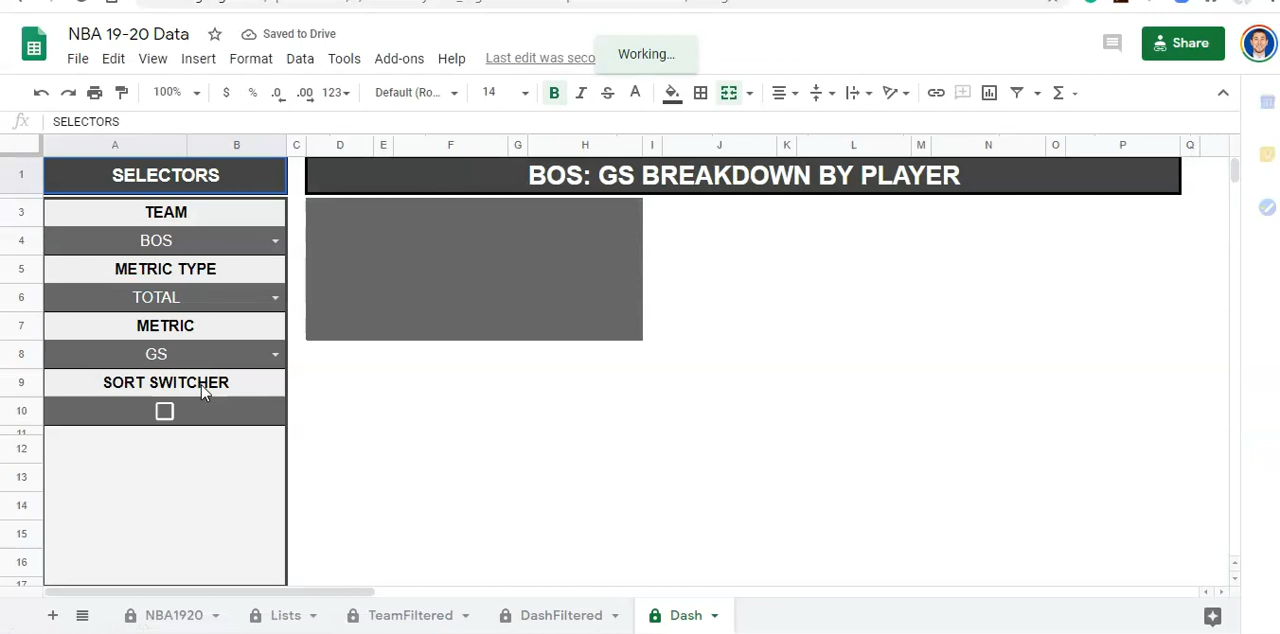 NBA 19-20 Data
Saved to Drive
Working...
Share
File Edit View Insert Format Data Tools Add-ons Help Last edit was seco
100% $ % .0 .00 123 Default (Ro... 14 B I S A
fx SELECTORS
A B C D E F G H I J K L M N O P Q
1 SELECTORS BOS: GS BREAKDOWN BY PLAYER
3 TEAM
4 BOS
5 METRIC TYPE
6 TOTAL
7 METRIC
8 GS
9 SORT SWITCHER
10
11
12
13
14
15
16
17
NBA1920 Lists TeamFiltered DashFiltered Dash